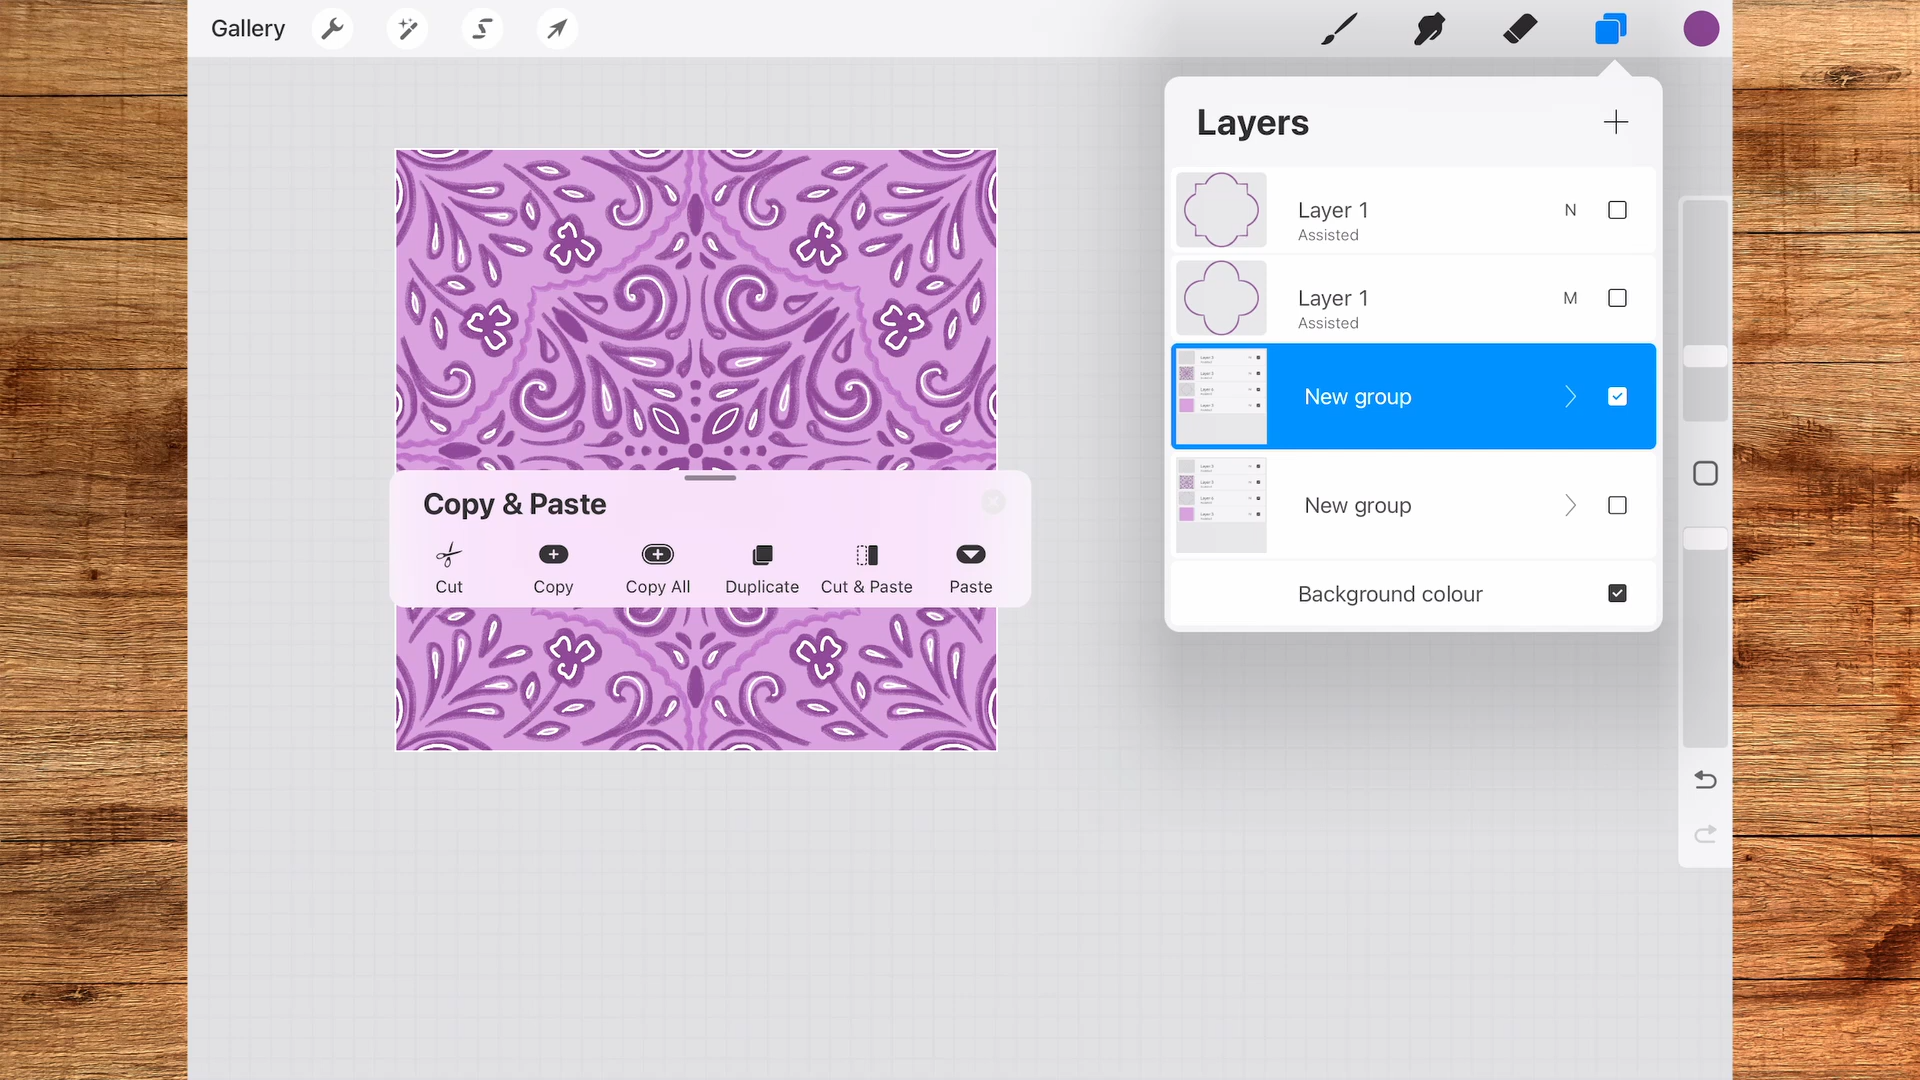 Gallery
Layers
Layer 1
N
Assisted
Layer 1
M
Assisted
New group
New group
Background colour
Copy & Paste
Cut
Copy
Copy All
Duplicate
Cut & Paste
Paste